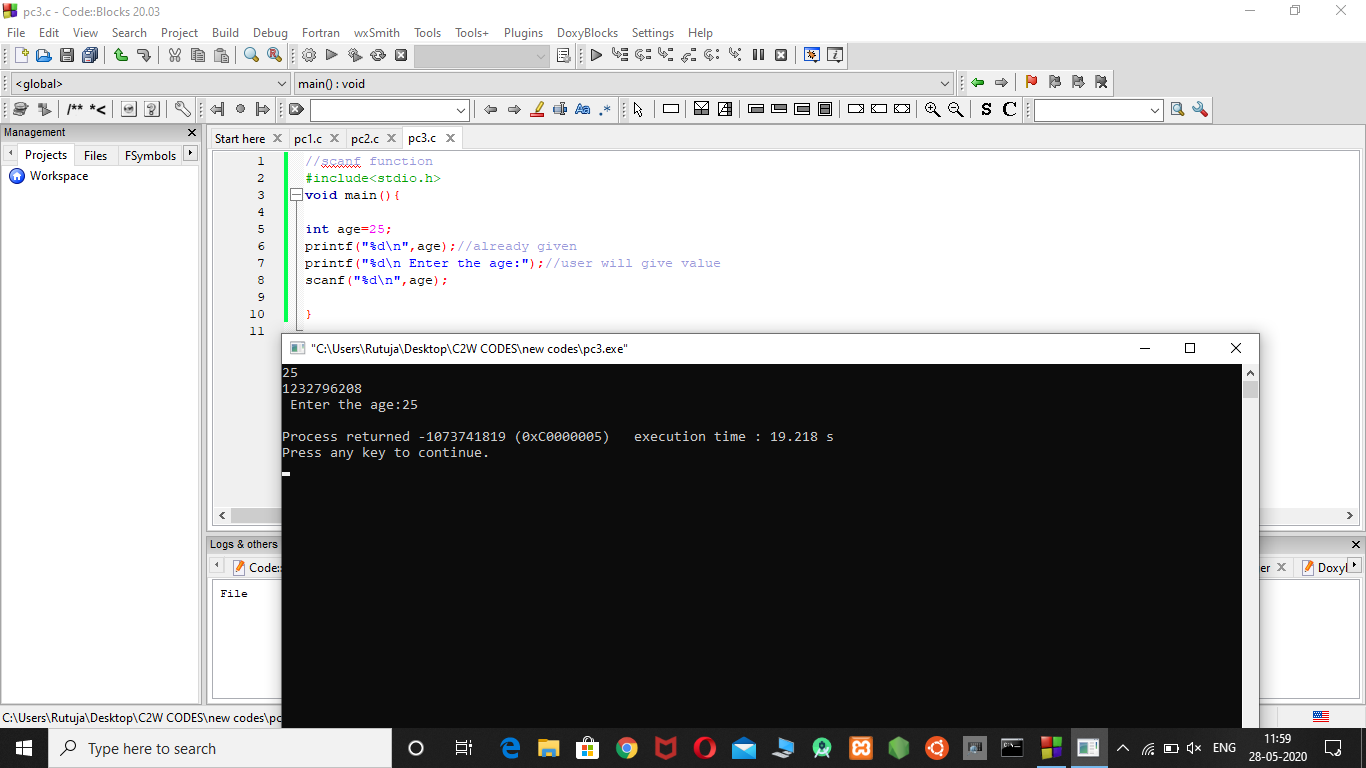 pc3.c - Code::Blocks 20.03
File Edit View Search Project Build Debug Fortran wxSmith Tools Tools+ Plugins DoxyBlocks Settings Help
<global> main() : void
/** *<
Aa .* S C
Management
Projects Files FSymbols
Workspace
Start here pc1.c pc2.c pc3.c
1 //scanf function
2 #include<stdio.h>
3 void main(){
4
5 int age=25;
6 printf("%d\n",age);//already given
7 printf("%d\n Enter the age:");//user will give value
8 scanf("%d\n",age);
9
10 }
11
"C:\Users\Rutuja\Desktop\C2W CODES\new codes\pc3.exe"
25
1232796208
Enter the age:25
Process returned -1073741819 (0xC0000005) execution time : 19.218 s
Press any key to continue.
Logs & others
Code::
er Doxyl
File
C:\Users\Rutuja\Desktop\C2W CODES\new codes\pc
Type here to search
ENG
11:59
28-05-2020